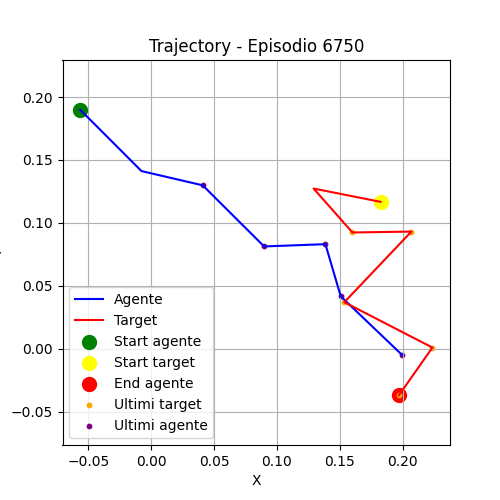 Trajectory - Episodio 6750
0.20
0.15
0.10
0.05
0.00
−0.05
Agente
Target
Start agente
Start target
End agente
Ultimi target
Ultimi agente
−0.05
0.00
0.05
0.10
0.15
0.20
X